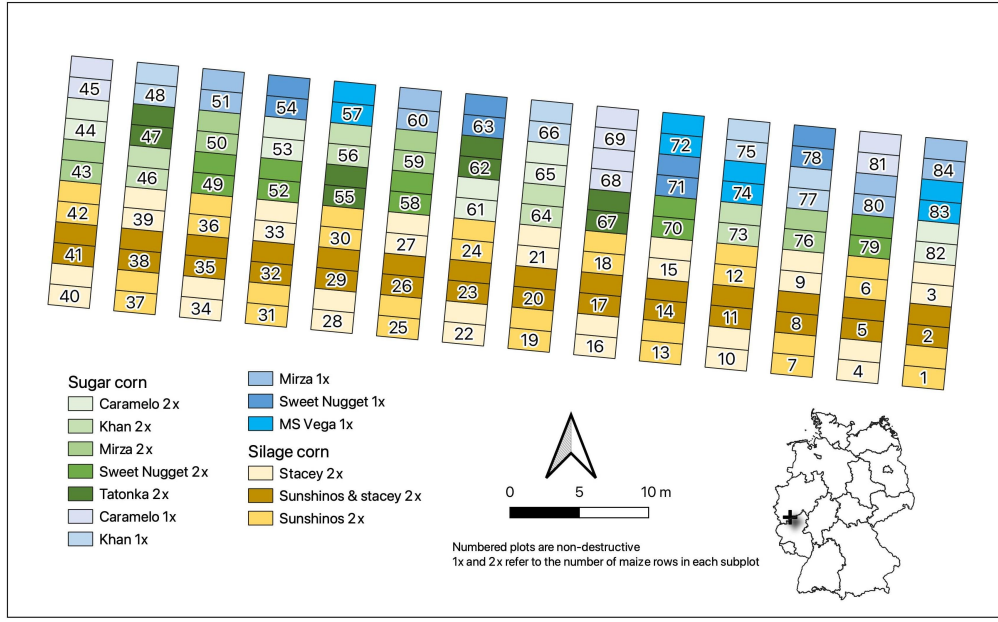 45 48 51 54 57 60 63 66 69 72 75 78 81 84
44 47 50 53 56 59 62 65 68 71 74 77 80 83
43 46 49 52 55 58 61 64 67 70 73 76 79 82
42 39 36 33 30 27 24 21 18 15 12 9 6 3
41 38 35 32 29 26 23 20 17 14 11 8 5 2
40 37 34 31 28 25 22 19 16 13 10 7 4 1
Sugar corn
Caramelo 2x
Khan 2x
Mirza 2x
Sweet Nugget 2x
Tatonka 2x
Caramelo 1x
Khan 1x
Mirza 1x
Sweet Nugget 1x
MS Vega 1x
Silage corn
Stacey 2x
Sunshinos & stacey 2x
Sunshinos 2x
0 5 10 m
Numbered plots are non-destructive
1x and 2x refer to the number of maize rows in each subplot